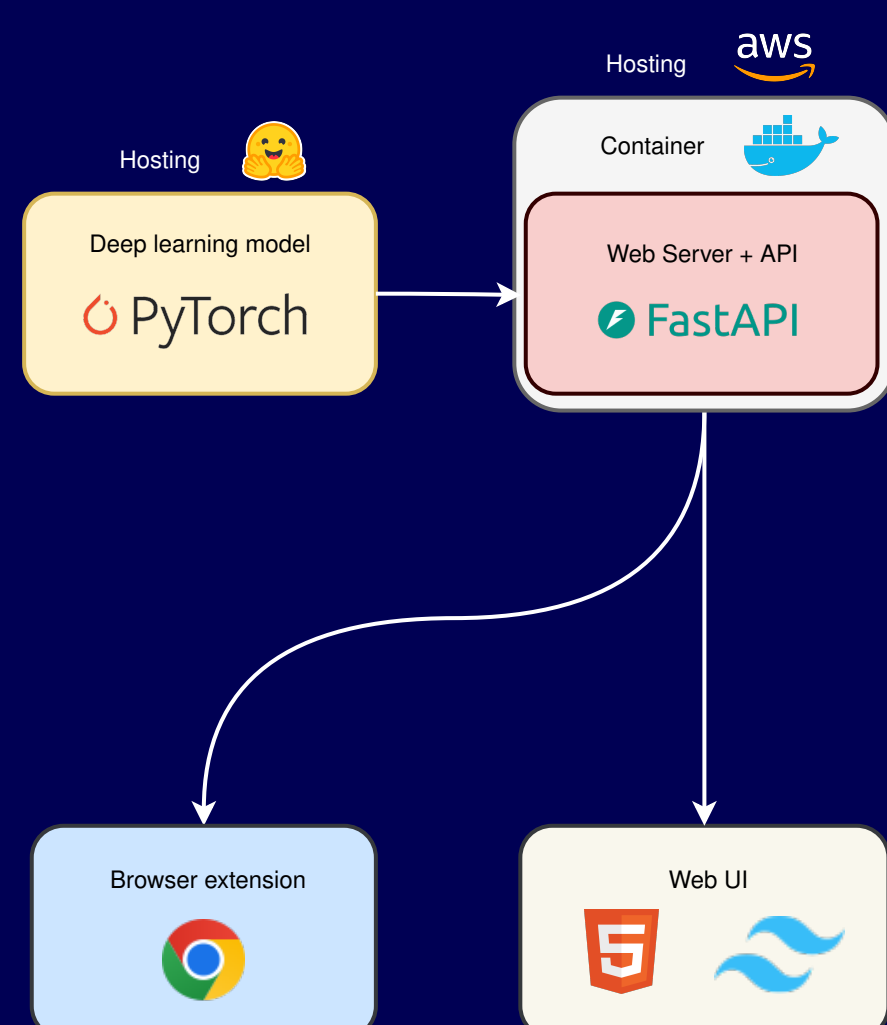 Hosting
aws
Container
Web Server + API
FastAPI
Hosting
Deep learning model
PyTorch
Browser extension
Web UI
5